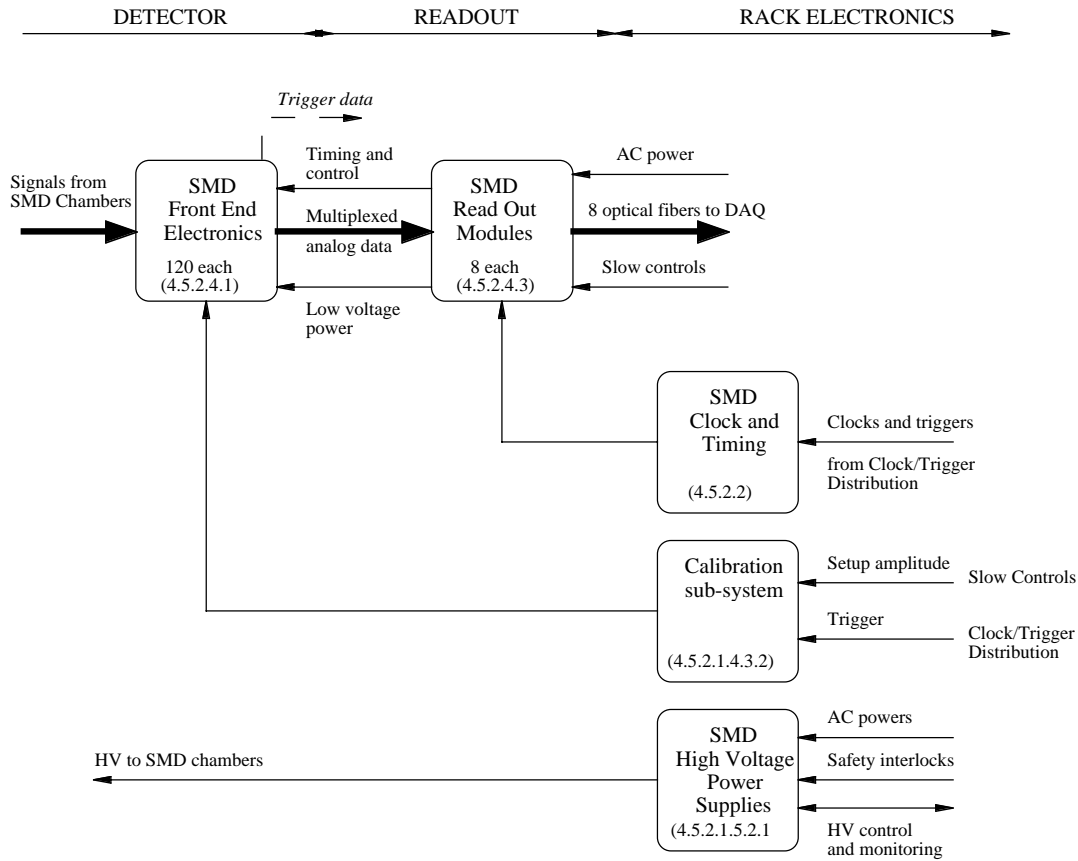 DETECTOR
READOUT
RACK ELECTRONICS
Trigger data
Signals from
SMD Chambers
SMD
Front End
Electronics
120 each
(4.5.2.4.1)
Timing and
control
Multiplexed
analog data
Low voltage
power
SMD
Read Out
Modules
8 each
(4.5.2.4.3)
AC power
8 optical fibers to DAQ
Slow controls
SMD
Clock and
Timing
(4.5.2.2)
Clocks and triggers
from Clock/Trigger
Distribution
Calibration
sub-system
(4.5.2.1.4.3.2)
Setup amplitude
Slow Controls
Trigger
Clock/Trigger
Distribution
HV to SMD chambers
SMD
High Voltage
Power
Supplies
(4.5.2.1.5.2.1
AC powers
Safety interlocks
HV control
and monitoring